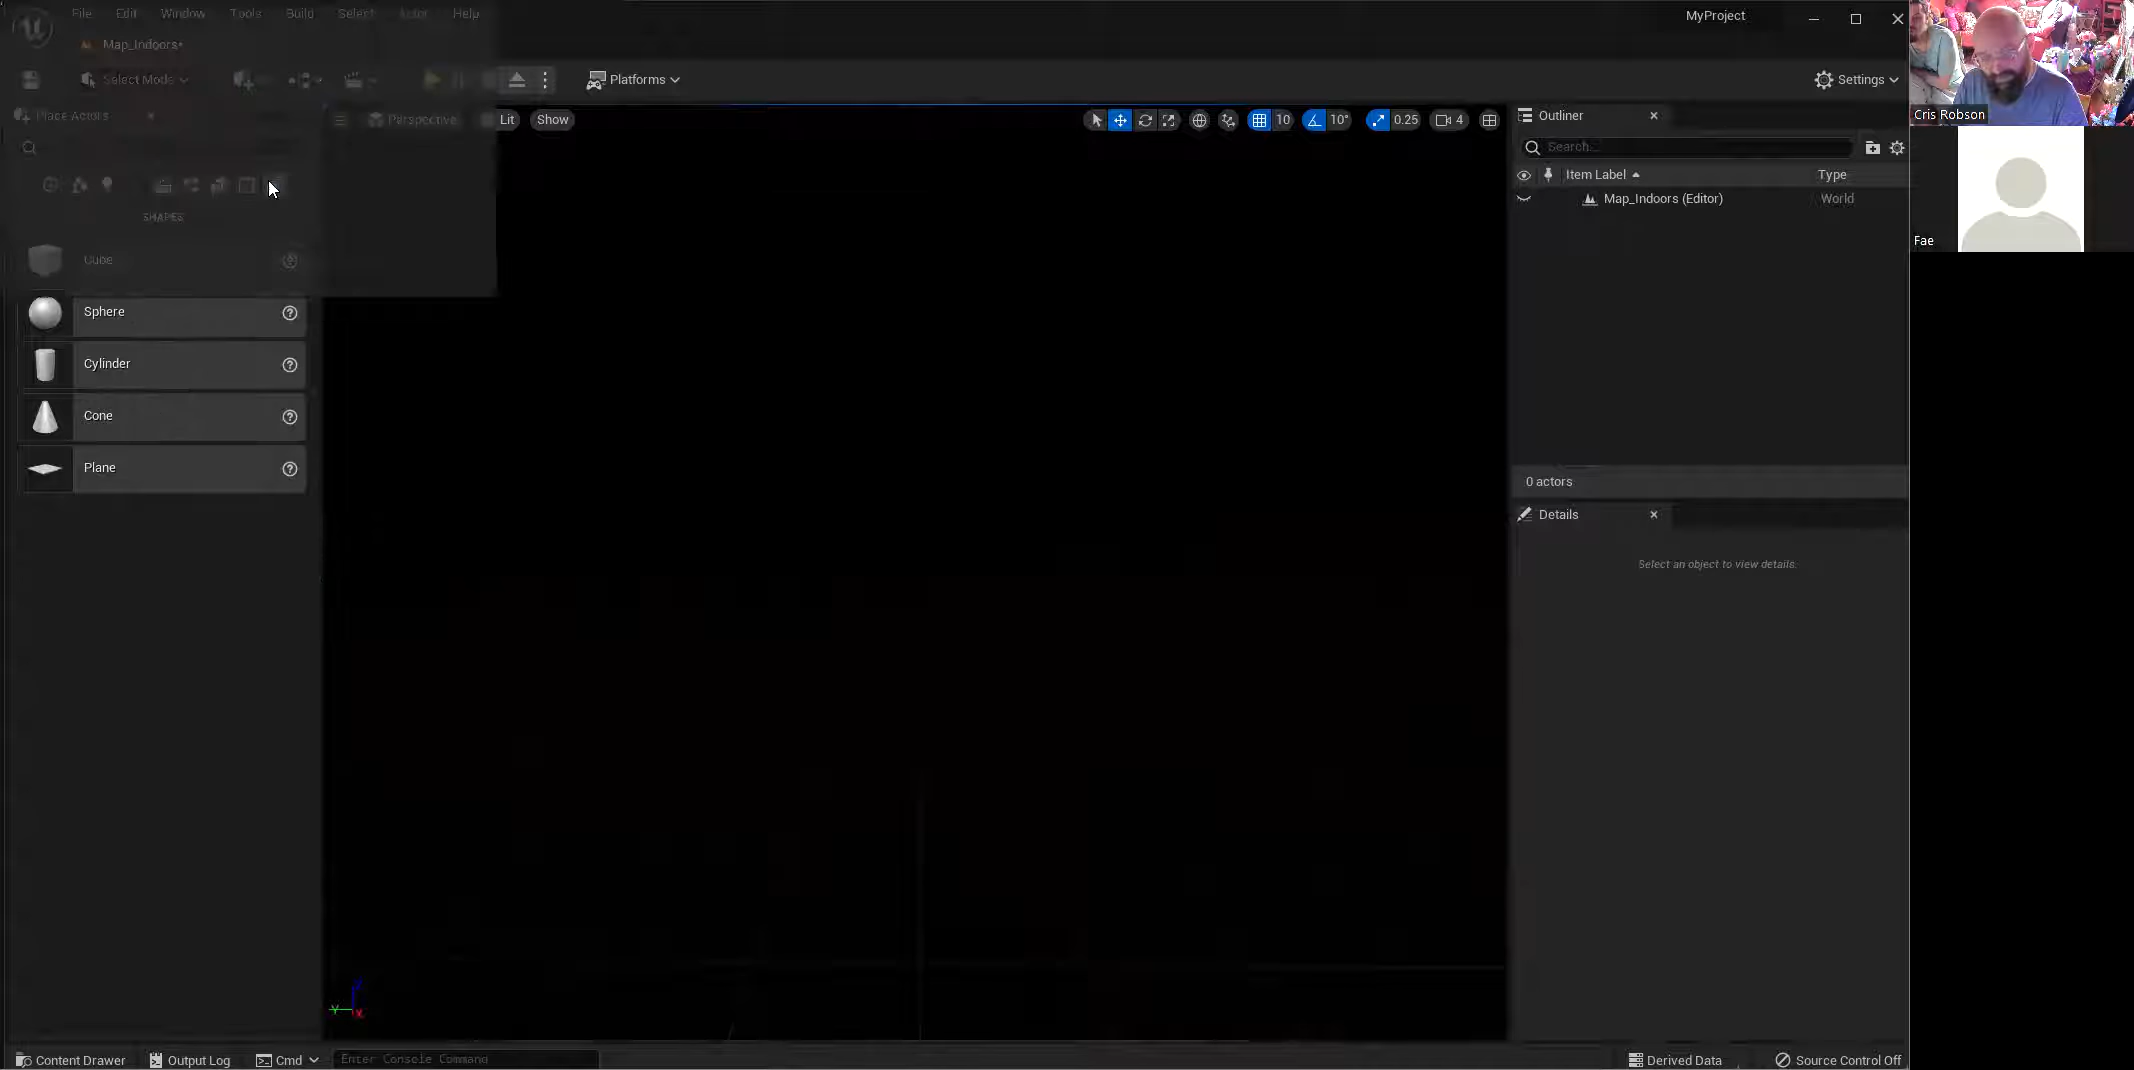 File Edit Window Tools Build Select Actor Help
MyProject
Map_Indoors*
Select Mode
Platforms
Settings
Place Actors
Perspective Lit Show
10 10° 0.25 4
Outliner
Search...
Item Label Type
Map_Indoors (Editor) World
SHAPES
Cube
Sphere
Cylinder
Cone
Plane
0 actors
Details
Select an object to view details.
Z
Y
X
Content Drawer Output Log Cmd Enter Console Command
Derived Data Source Control Off
Cris Robson
Fae